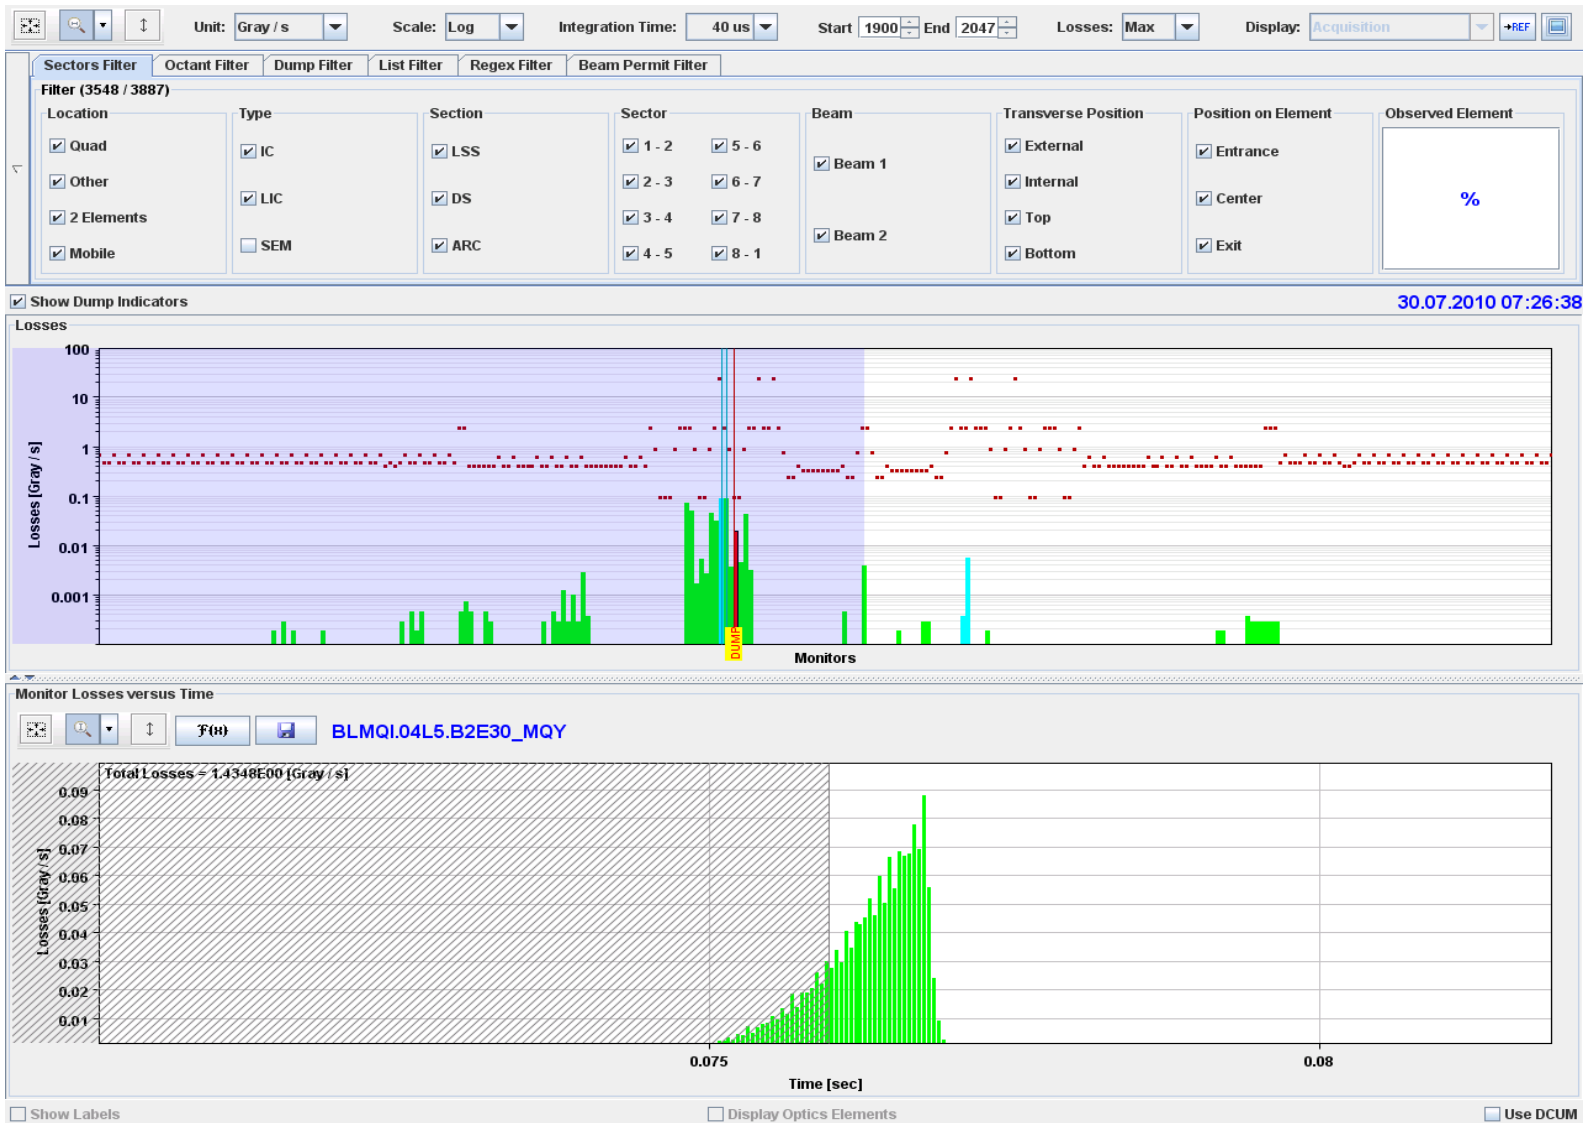 Unit: Gray / s Scale: Log Integration Time: 40 us Start 1900 End 2047 Losses: Max Display: Acquisition →REF
Sectors Filter Octant Filter Dump Filter List Filter Regex Filter Beam Permit Filter
Filter (3548 / 3887)
Location Type Section Sector Beam Transverse Position Position on Element Observed Element
Quad IC LSS 1 - 2 5 - 6 Beam 1 External Entrance
Other LIC DS 2 - 3 6 - 7 Internal Center %
2 Elements 3 - 4 7 - 8 Beam 2 Top
Mobile SEM ARC 4 - 5 8 - 1 Bottom Exit
Show Dump Indicators 30.07.2010 07:26:38
Losses
100
10
1
0.1
0.01
0.001
Losses [Gray / s]
DUMP
Monitors
Monitor Losses versus Time
F(x) BLMQI.04L5.B2E30_MQY
Total Losses = 1.4348E00 [Gray / s]
0.09
0.08
0.07
0.06
0.05
0.04
0.03
0.02
0.01
Losses [Gray / s]
0.075 0.08
Time [sec]
Show Labels Display Optics Elements Use DCUM